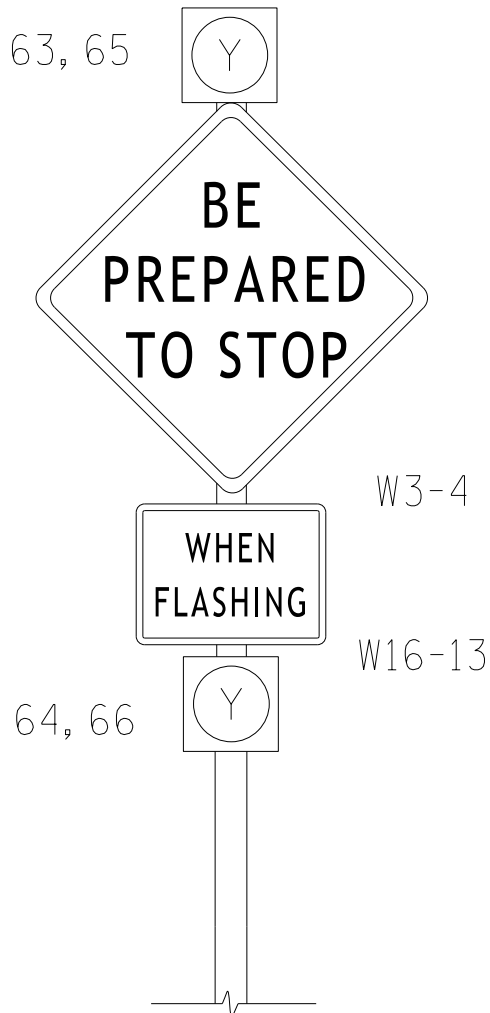 63, 65
Y
BE
PREPARED
TO STOP
W3-4
WHEN
FLASHING
W16-13
Y
64, 66